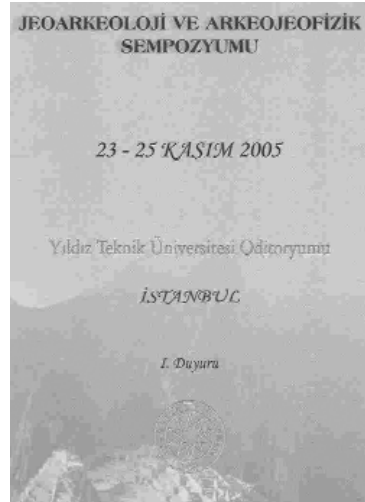 JEOARKEOLOJİ VE ARKEOJEOFİZİK
SEMPOZYUMU
23 - 25 KASIM 2005
Yıldız Teknik Üniversitesi Oditoryumu
İSTANBUL
I. Duyuru